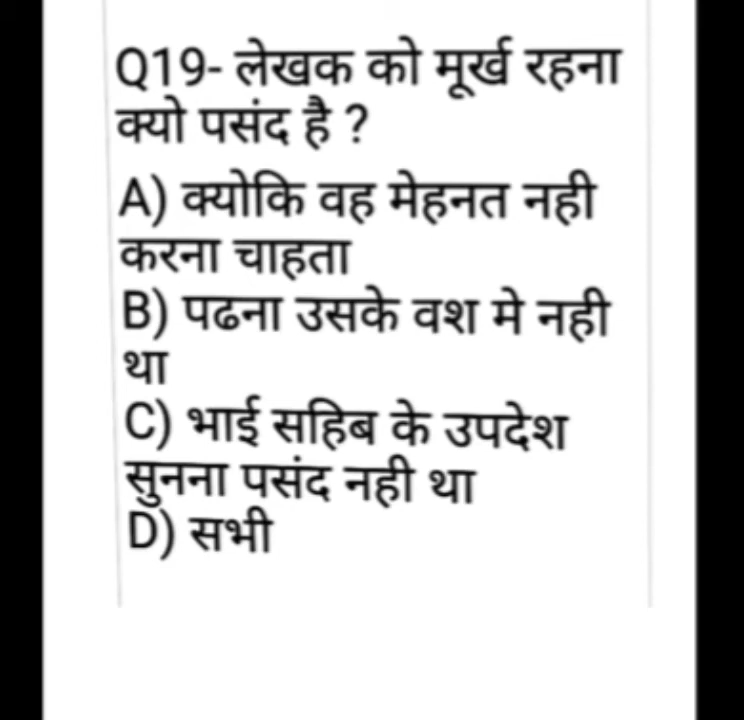 Q19- लेखक को मूर्ख रहना
क्यो पसंद है ?
A) क्योकि वह मेहनत नही
करना चाहता
B) पढना उसके वश मे नही
था
C) भाई सहिब के उपदेश
सुनना पसंद नही था
D) सभी